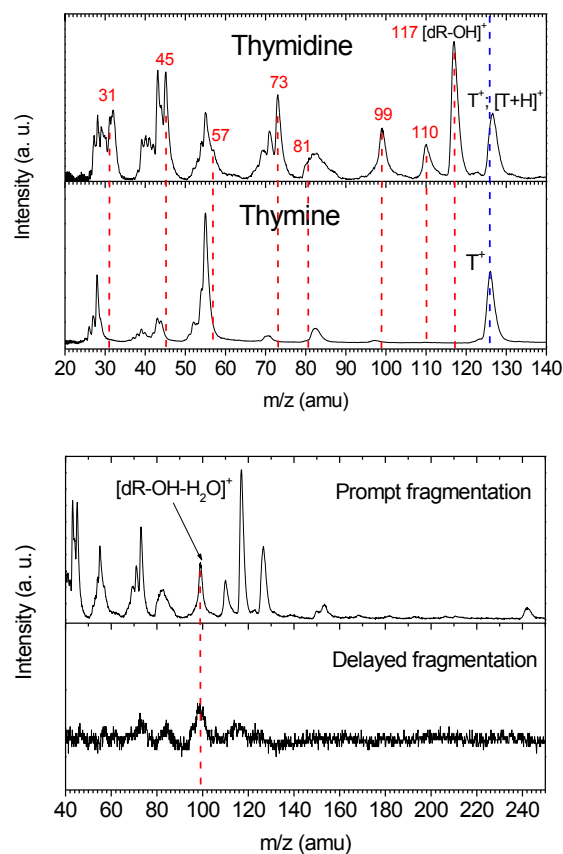 Thymidine
117 [dR-OH]⁺
45
31
73
T⁺; [T+H]⁺
57
81
99
110
Intensity (a. u.)
Thymine
T⁺
20 30 40 50 60 70 80 90 100 110 120 130 140
m/z (amu)
[dR-OH-H₂O]⁺
Prompt fragmentation
Intensity (a. u.)
Delayed fragmentation
40 60 80 100 120 140 160 180 200 220 240
m/z (amu)